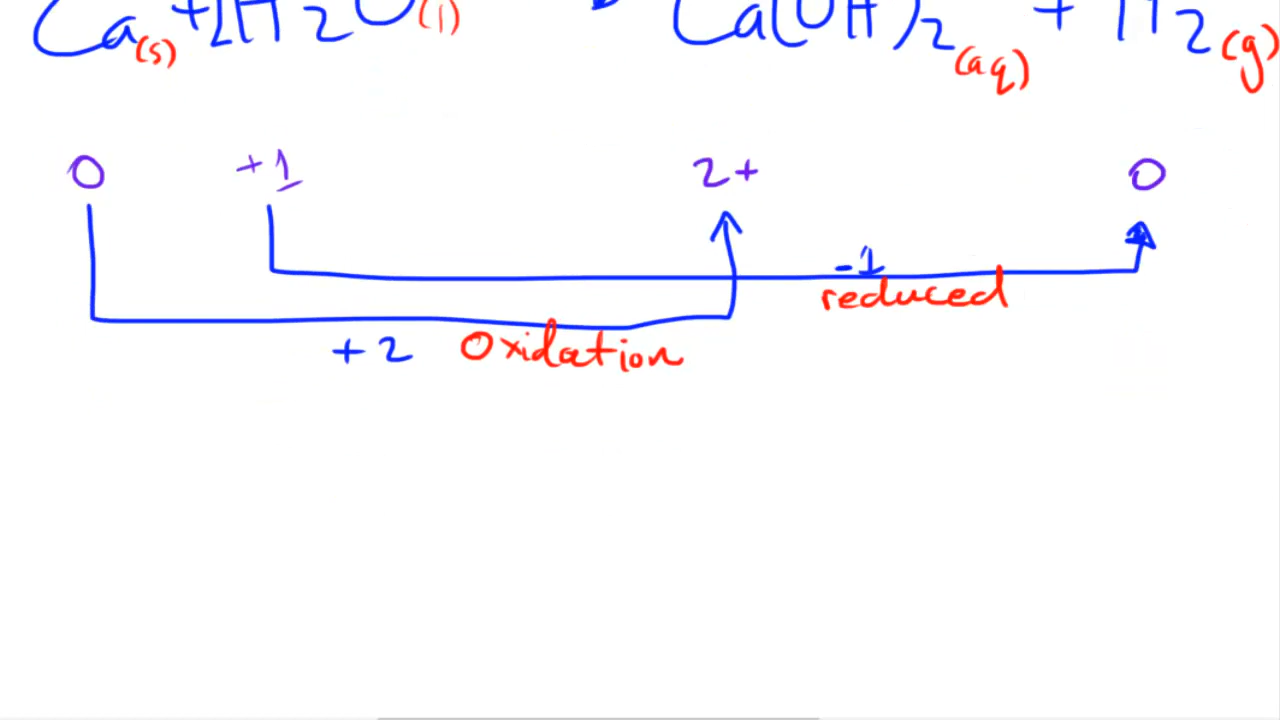 Ca(s)+2H2O(l) → Ca(OH)2(aq) + H2(g)
0 +1 2+ 0
-1
reduced
+2 Oxidation